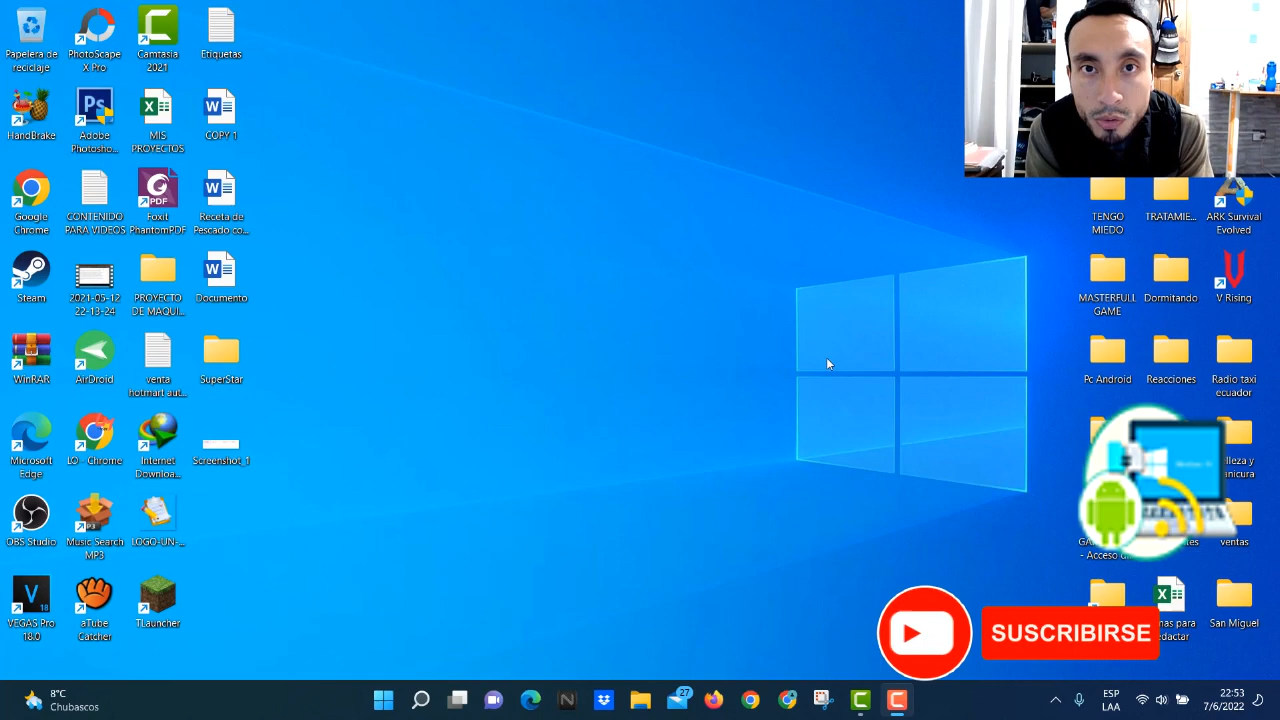 Papelera de
reciclaje
PhotoScape
X Pro
Camtasia
2021
Etiquetas
HandBrake
Adobe
Photosho...
MIS
PROYECTOS
COPY 1
Google
Chrome
CONTENIDO
PARA VIDEOS
Foxit
PhantomPDF
Receta de
Pescado co...
Steam
2021-05-12
22-13-24
PROYECTO
DE MAQUI...
Documento
WinRAR
AirDroid
venta
hotmart aut...
SuperStar
Microsoft
Edge
LO - Chrome
Internet
Downloa...
Screenshot_1
OBS Studio
Music Search
MP3
LOGO-UN-...
VEGAS Pro
18.0
aTube
Catcher
TLauncher
TENGO
MIEDO
TRATAMIE...
ARK Survival
Evolved
MASTERFULL
GAME
Dormitando
V Rising
Pc Android
Reacciones
Radio taxi
ecuador
ventas
San Miguel
SUSCRIBIRSE
8°C
Chubascos
27
ESP
LAA
22:53
7/6/2022